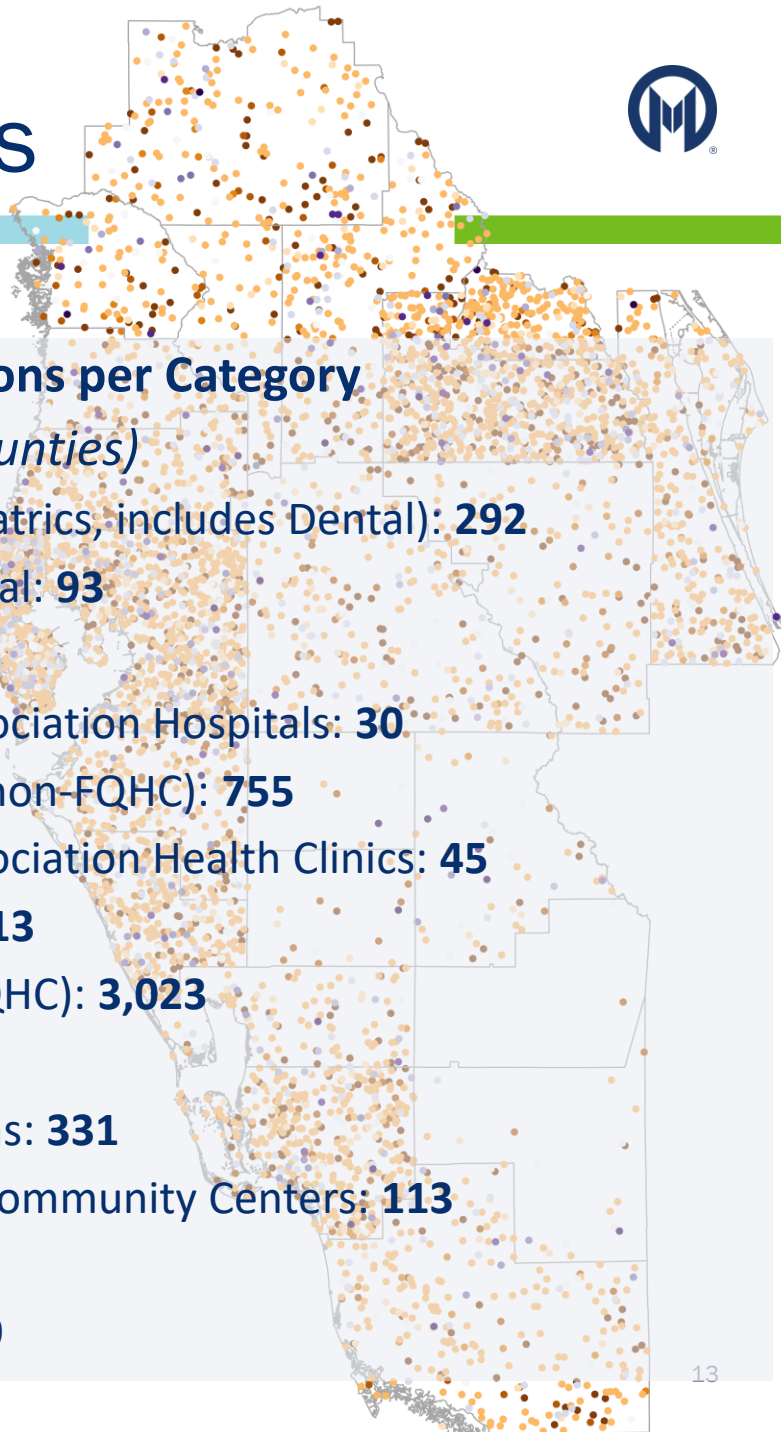 s
®
ons per Category
unties)
atrics, includes Dental): 292
al: 93
ociation Hospitals: 30
non-FQHC): 755
ociation Health Clinics: 45
13
QHC): 3,023
ns: 331
ommunity Centers: 113
)
13